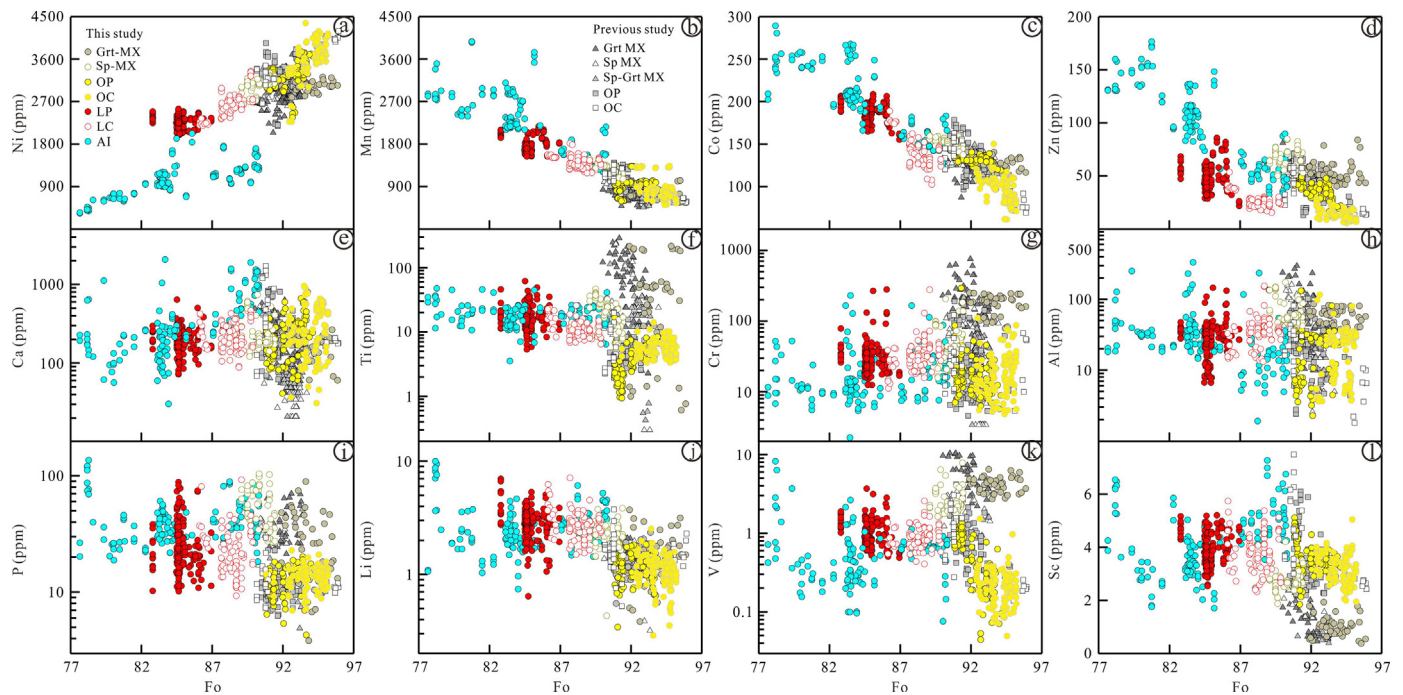 4500
3600
2700
1800
900
Ni (ppm)
a
This study
Grt-MX
Sp-MX
OP
OC
LP
LC
AI
4500
3600
2700
1800
900
Mn (ppm)
b
Previous study
Grt MX
Sp MX
Sp-Grt MX
OP
OC
300
250
200
150
100
Co (ppm)
c
200
150
100
50
Zn (ppm)
d
1000
100
Ca (ppm)
e
100
10
1
Ti (ppm)
f
1000
100
10
Cr (ppm)
g
500
100
10
Al (ppm)
h
100
10
P (ppm)
i
10
1
Li (ppm)
j
10
1
0.1
V (ppm)
k
6
4
2
0
Sc (ppm)
l
77 82 87 92 97
Fo
77 82 87 92 97
Fo
77 82 87 92 97
Fo
77 82 87 92 97
Fo